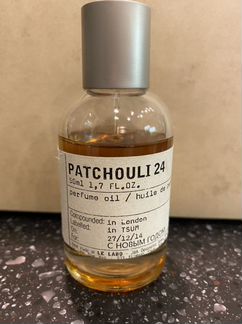 PATCHOULI 24
50ml 1,7 FL.OZ.
perfume oil / huile de
Compounded: in London
Labeled: in TSUM
On: 27/12/14
С НОВЫМ ГОДОМ
LE LABO